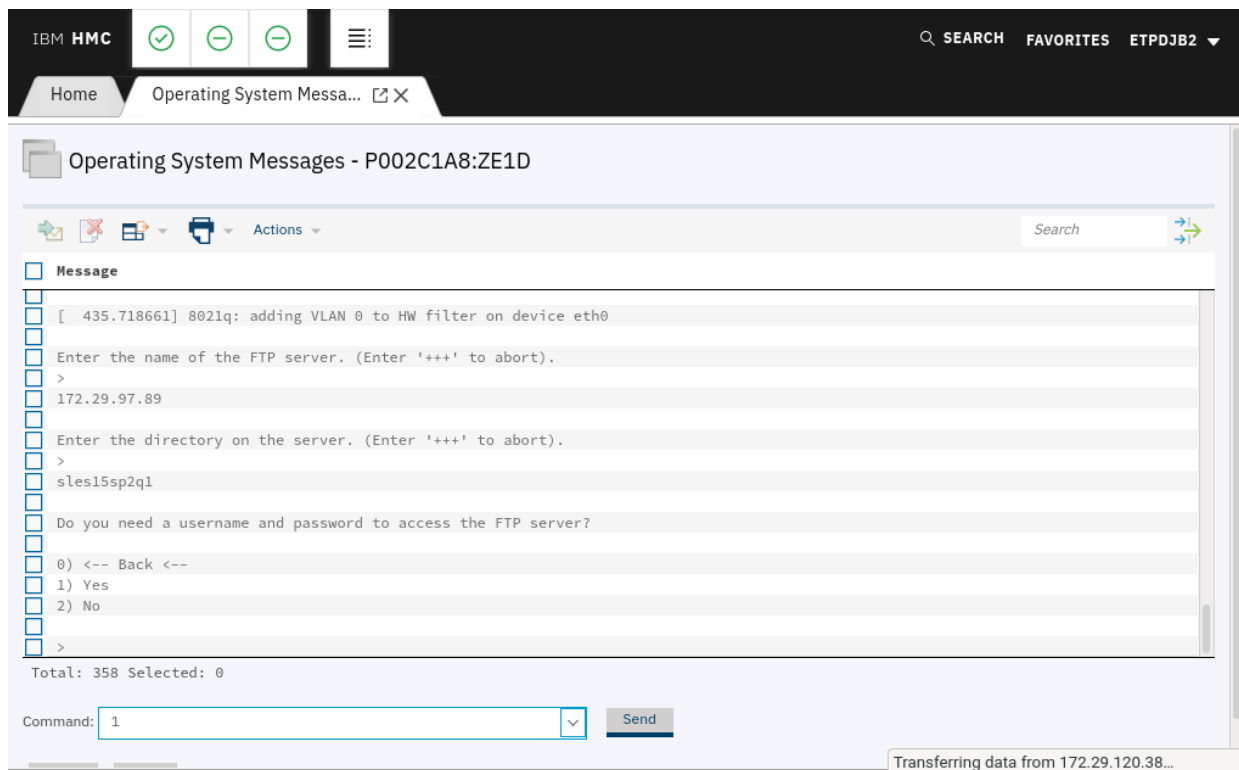 IBM HMC
SEARCH FAVORITES ETPDJB2
Home Operating System Messa...
Operating System Messages - P002C1A8:ZE1D
Actions Search
Message
[  435.718661] 8021q: adding VLAN 0 to HW filter on device eth0
Enter the name of the FTP server. (Enter '+++' to abort).
>
172.29.97.89
Enter the directory on the server. (Enter '+++' to abort).
>
sles15sp2q1
Do you need a username and password to access the FTP server?
0) <-- Back <--
1) Yes
2) No
>
Total: 358 Selected: 0
Command: 1 Send
Transferring data from 172.29.120.38...